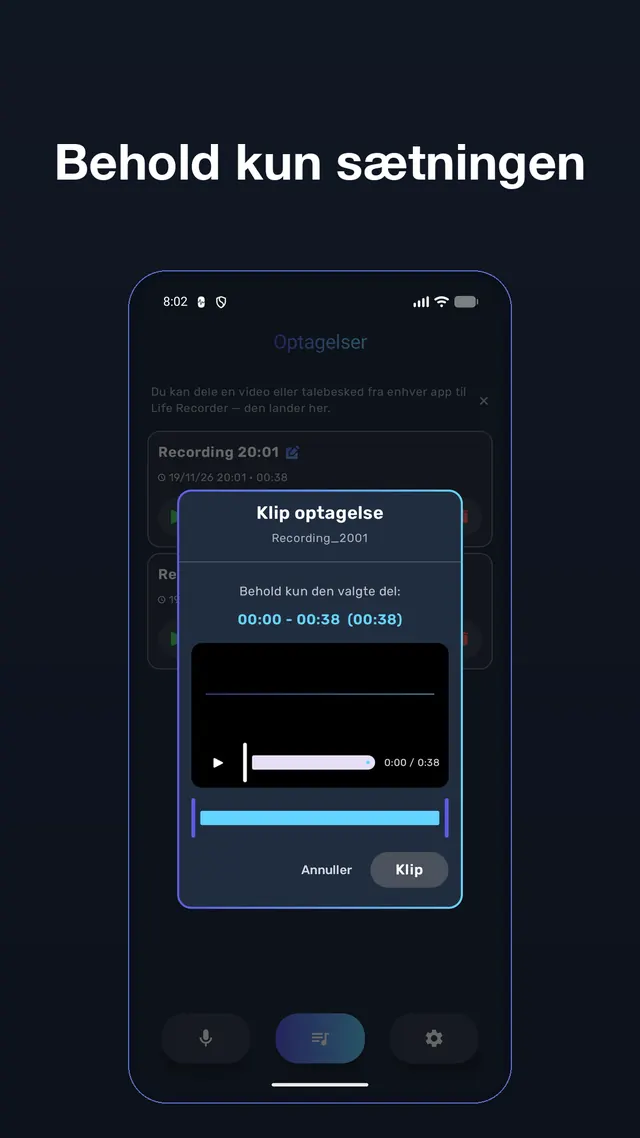 Behold kun sætningen
8:02
Optagelser
Du kan dele en video eller talebesked fra enhver app til
Life Recorder — den lander her.
Recording 20:01
19/11/26 20:01 • 00:38
Klip optagelse
Recording_2001
Re
19
Behold kun den valgte del:
00:00 - 00:38 (00:38)
0:00 / 0:38
Annuller
Klip